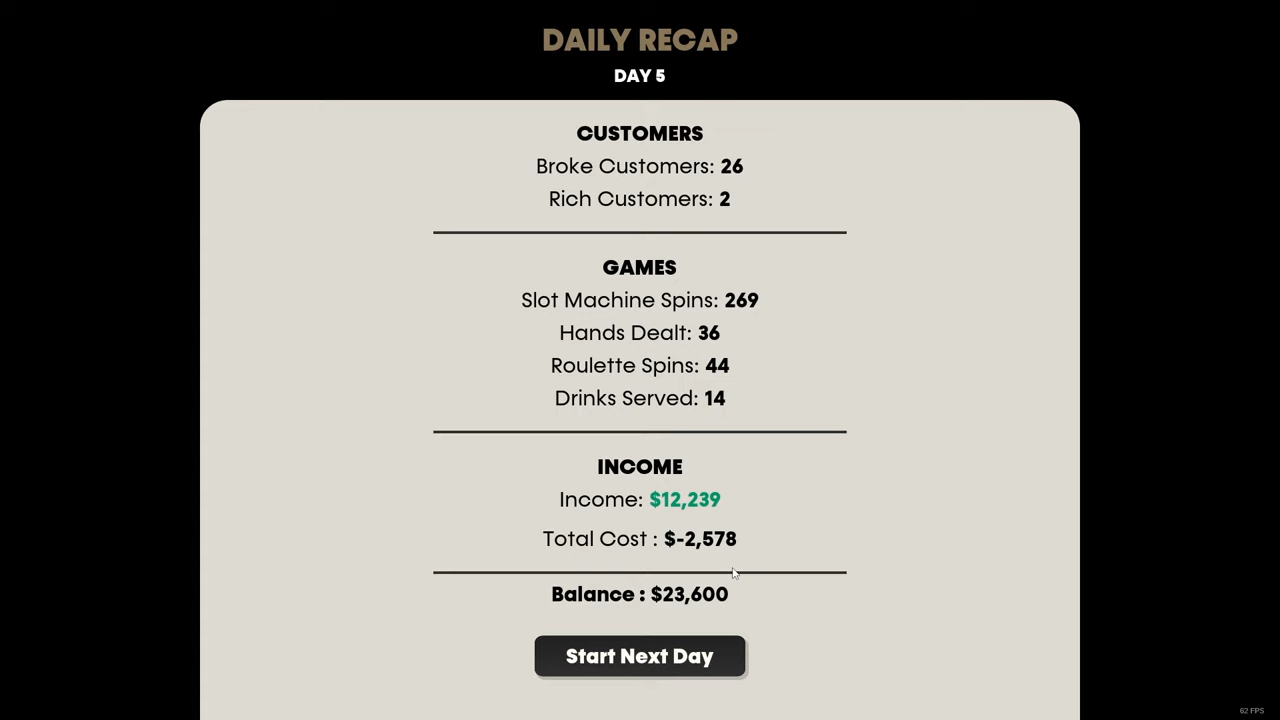 DAILY RECAP
DAY 5
CUSTOMERS
Broke Customers: 26
Rich Customers: 2
GAMES
Slot Machine Spins: 269
Hands Dealt: 36
Roulette Spins: 44
Drinks Served: 14
INCOME
Income: $12,239
Total Cost : $-2,578
Balance : $23,600
Start Next Day
62 FPS